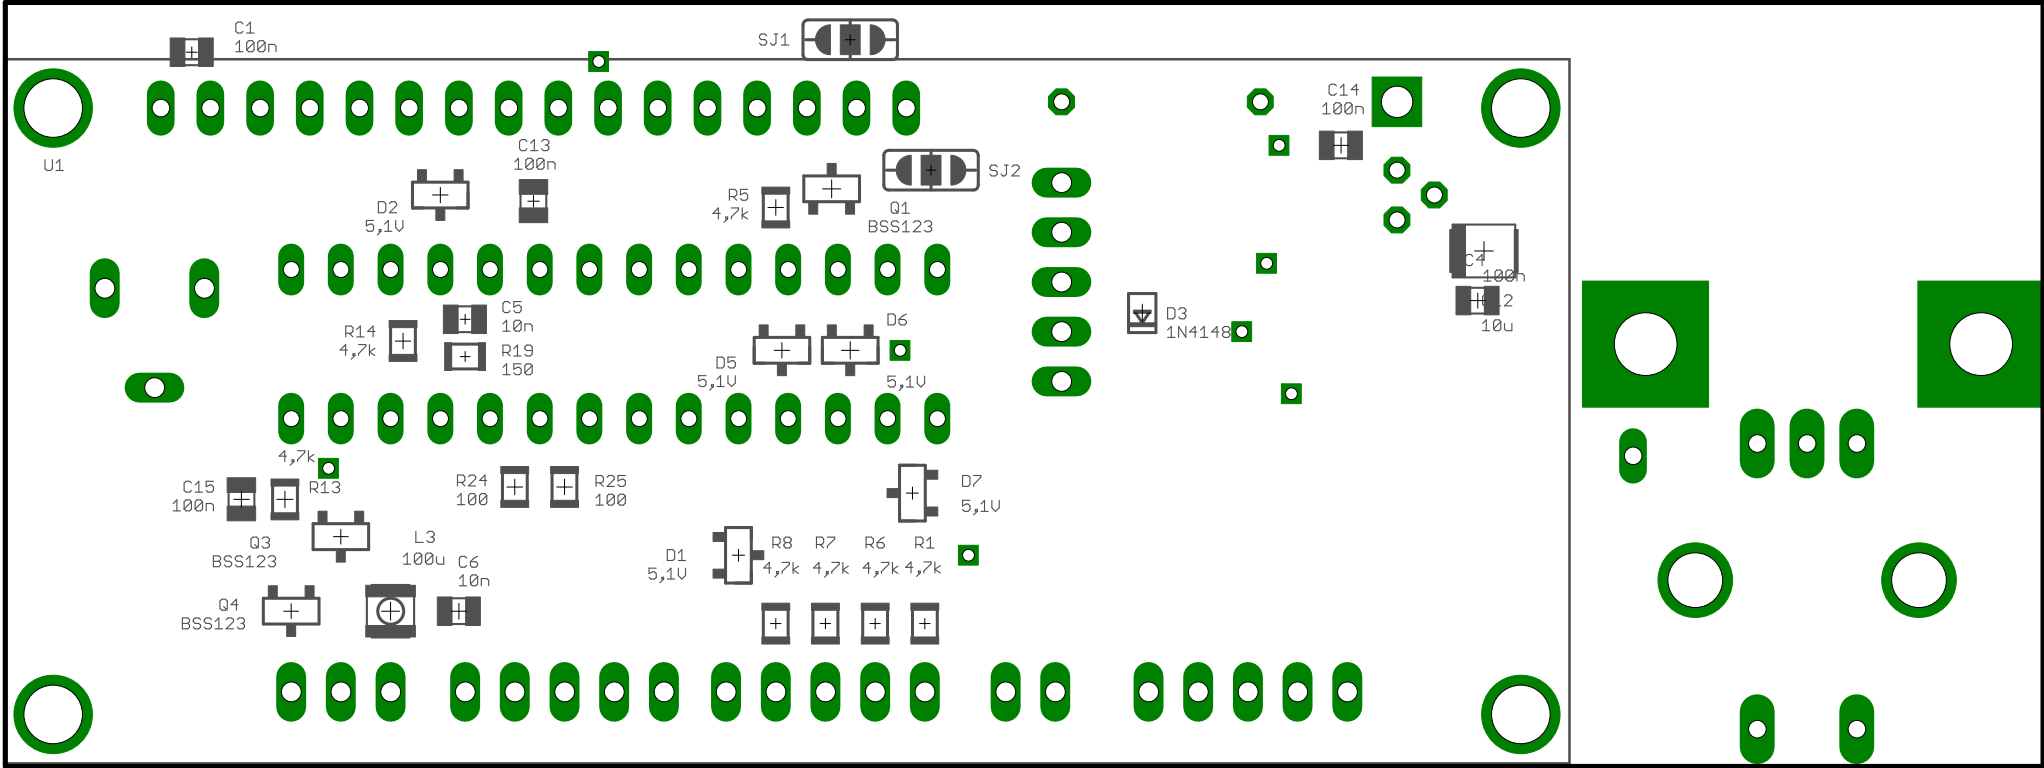 C1
100n
SJ1
C14
100n
U1
C13
100n
SJ2
R5
4,7k
D2
5,1V
Q1
BSS123
C4
100n
10u
C5
10n
R14
4,7k
R19
150
D6
5,1V
D5
5,1V
D3
1N4148
4,7k
R13
C15
100n
R24
100
R25
100
D7
5,1V
Q3
BSS123
L3
100u
C6
10n
D1
5,1V
R8
4,7k
R7
4,7k
R6
4,7k
R1
4,7k
Q4
BSS123